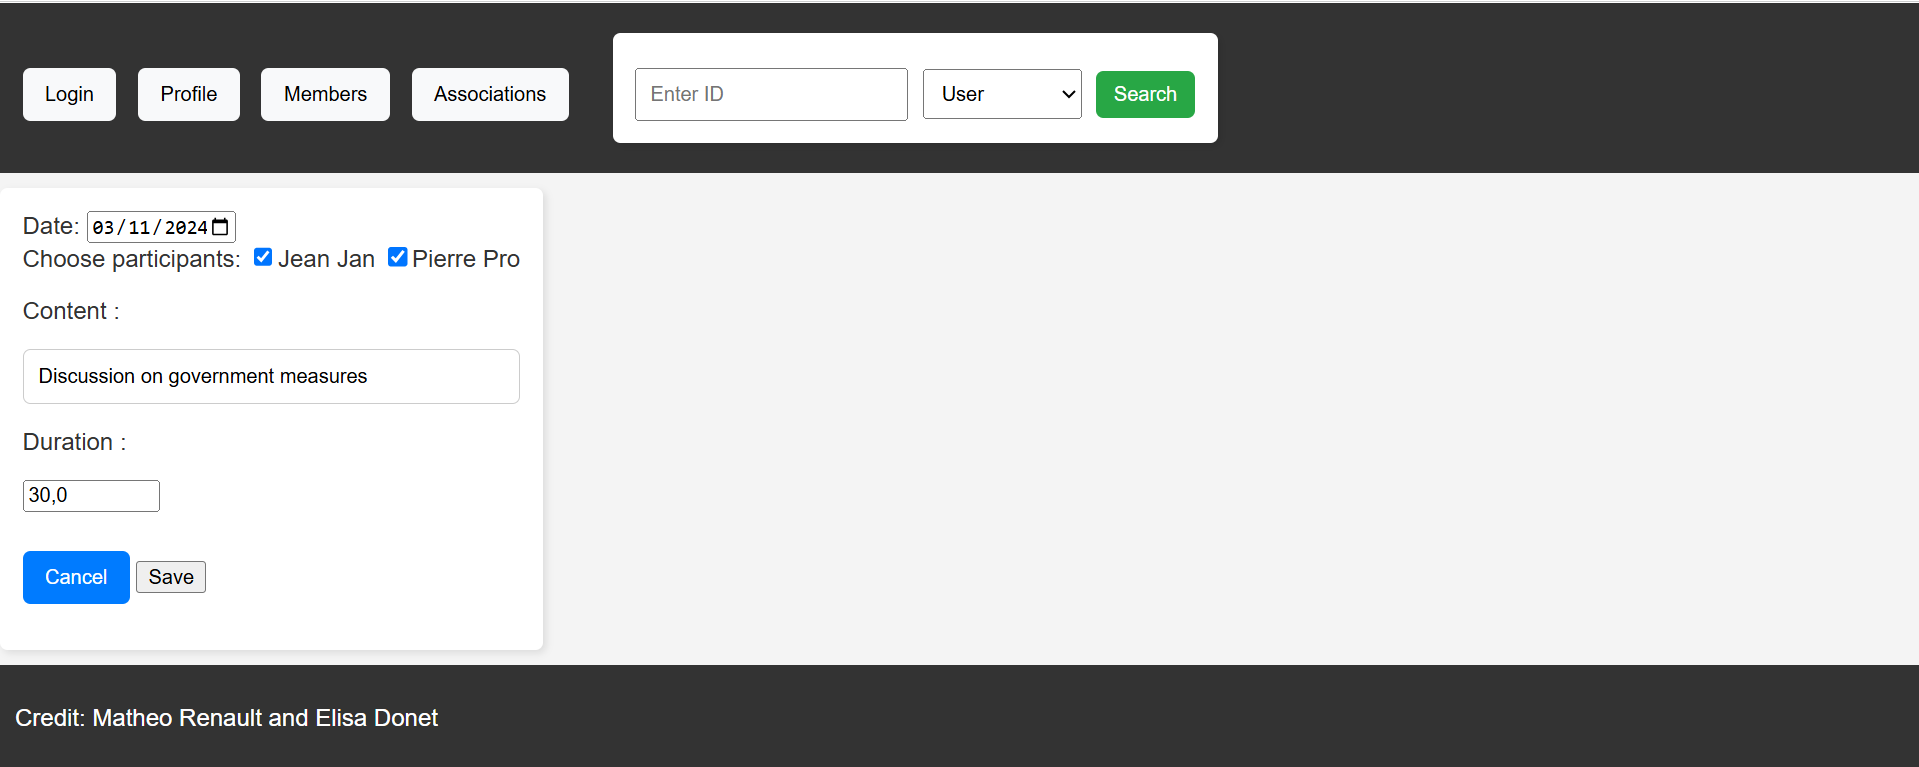 Login Profile Members Associations Enter ID User Search
Date: 03/11/2024
Choose participants: Jean Jan Pierre Pro
Content :
Discussion on government measures
Duration :
30,0
Cancel Save
Credit: Matheo Renault and Elisa Donet